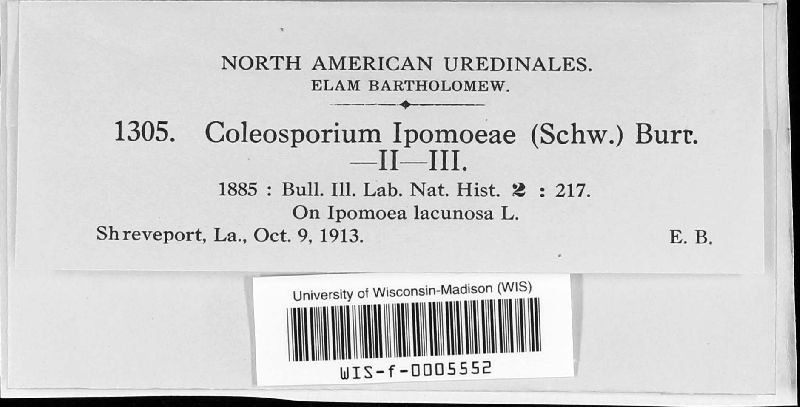 NORTH AMERICAN UREDINALES.
ELAM BARTHOLOMEW.
1305. Coleosporium Ipomoeae (Schw.) Burr.
—II—III.
1885 : Bull. Ill. Lab. Nat. Hist. 2 : 217.
On Ipomoea lacunosa L.
Shreveport, La., Oct. 9, 1913. E. B.
University of Wisconsin-Madison (WIS)
WIS-f-0005552